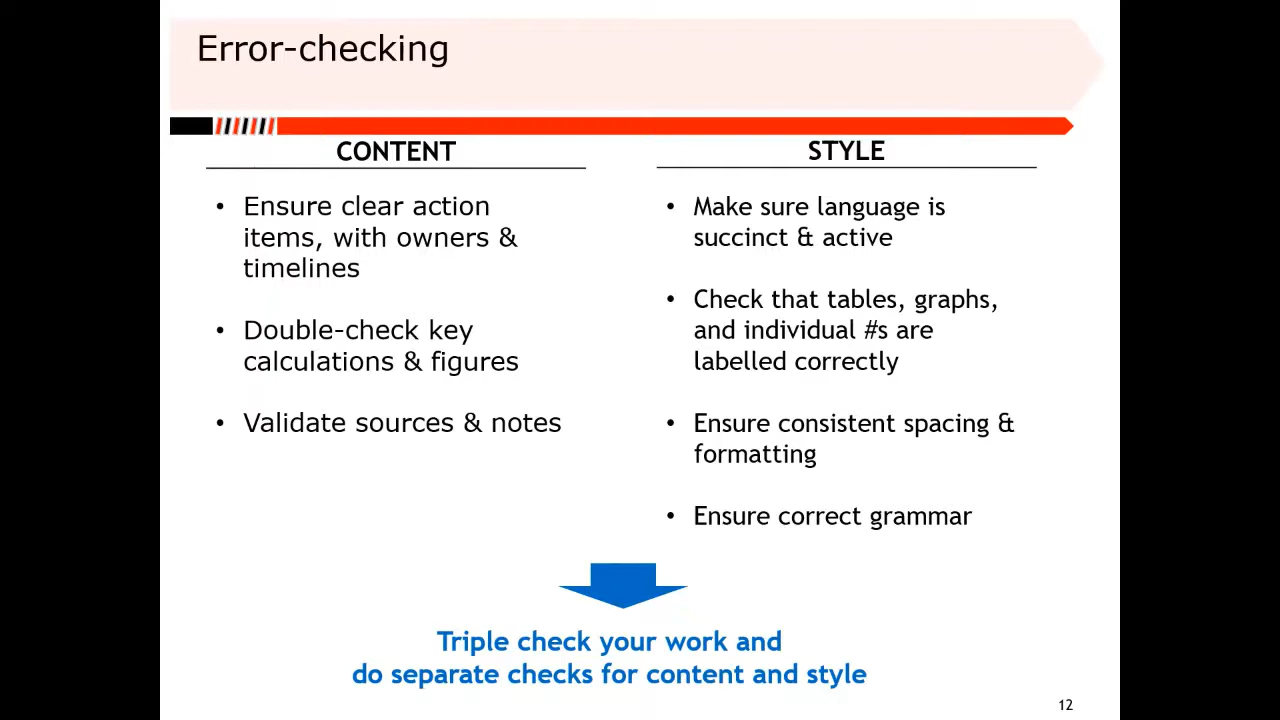 Error-checking
CONTENT
• Ensure clear action
items, with owners &
timelines
• Double-check key
calculations & figures
• Validate sources & notes
STYLE
• Make sure language is
succinct & active
• Check that tables, graphs,
and individual #s are
labelled correctly
• Ensure consistent spacing &
formatting
• Ensure correct grammar
Triple check your work and
do separate checks for content and style
12